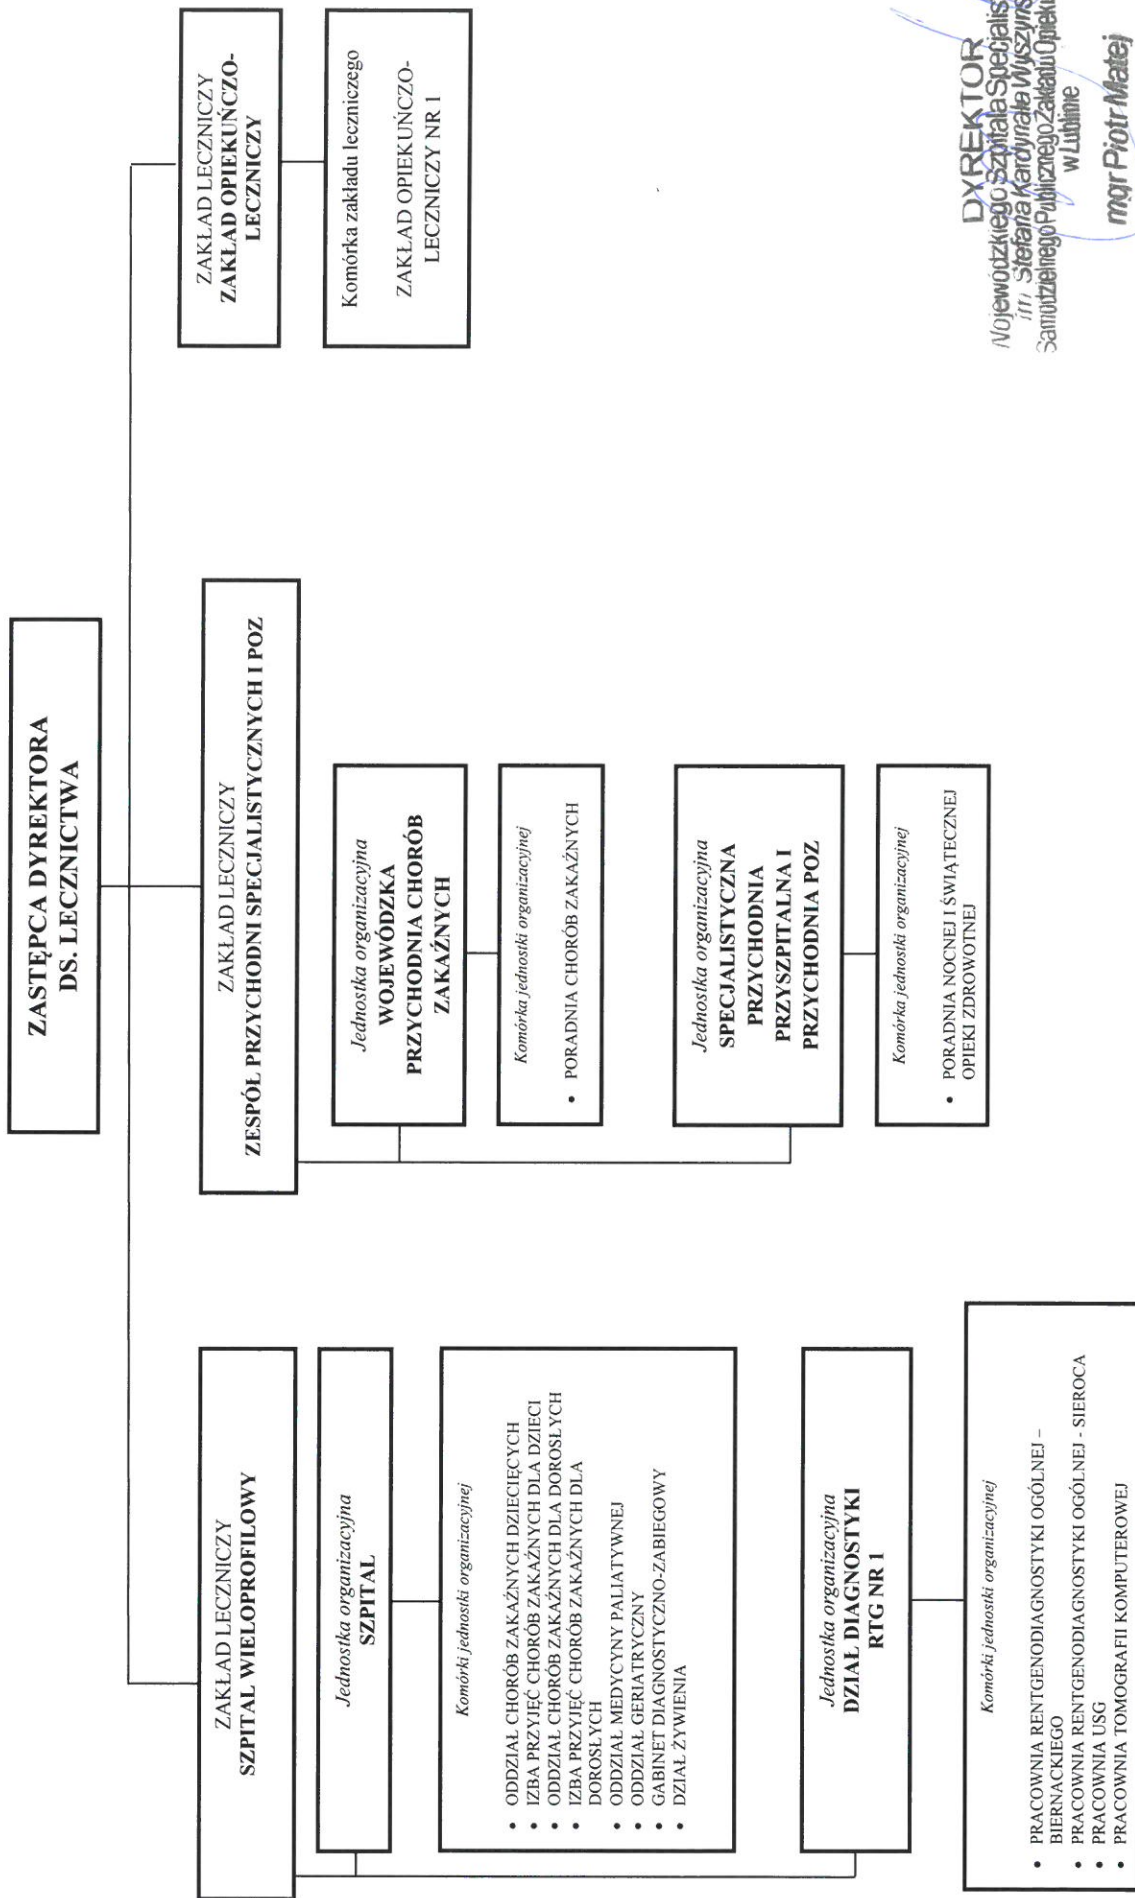 ZASTĘPCA DYREKTORA
DS. LECZNICTWA
ZAKŁAD LECZNICZY
SZPITAL WIELOPROFILOWY
Jednostka organizacyjna
SZPITAL
Komórki jednostki organizacyjnej
• ODDZIAŁ CHORÓB ZAKAŹNYCH DZIECIĘCYCH
• IZBA PRZYJĘĆ CHORÓB ZAKAŹNYCH DLA DZIECI
• ODDZIAŁ CHORÓB ZAKAŹNYCH DLA DOROSŁYCH
• IZBA PRZYJĘĆ CHORÓB ZAKAŹNYCH DLA
DOROSŁYCH
• ODDZIAŁ MEDYCYNY PALIATYWNEJ
• ODDZIAŁ GERIATRYCZNY
• GABINET DIAGNOSTYCZNO-ZABIEGOWY
• DZIAŁ ŻYWIENIA
Jednostka organizacyjna
DZIAŁ DIAGNOSTYKI
RTG NR 1
Komórki jednostki organizacyjnej
• PRACOWNIA RENTGENODIAGNOSTYKI OGÓLNEJ –
BIERNACKIEGO
• PRACOWNIA RENTGENODIAGNOSTYKI OGÓLNEJ - SIEROCA
• PRACOWNIA USG
• PRACOWNIA TOMOGRAFII KOMPUTEROWEJ
ZAKŁAD LECZNICZY
ZESPÓŁ PRZYCHODNI SPECJALISTYCZNYCH I POZ
Jednostka organizacyjna
WOJEWÓDZKA
PRZYCHODNIA CHORÓB
ZAKAŹNYCH
Komórka jednostki organizacyjnej
• PORADNIA CHORÓB ZAKAŹNYCH
Jednostka organizacyjna
SPECJALISTYCZNA
PRZYCHODNIA
PRZYSZPITALNA I
PRZYCHODNIA POZ
Komórka jednostki organizacyjnej
• PORADNIA NOCNEJ I ŚWIĄTECZNEJ
OPIEKI ZDROWOTNEJ
ZAKŁAD LECZNICZY
ZAKŁAD OPIEKUŃCZO-
LECZNICZY
Komórka zakładu leczniczego
ZAKŁAD OPIEKUŃCZO-
LECZNICZY NR 1
DYREKTOR
Wojewódzkiego Szpitala Specjalis
im. Stefana Kardynała Wyszyńs
Samodzielnego Publicznego Zakładu Opieki
w Lublinie
mgr Piotr Matej